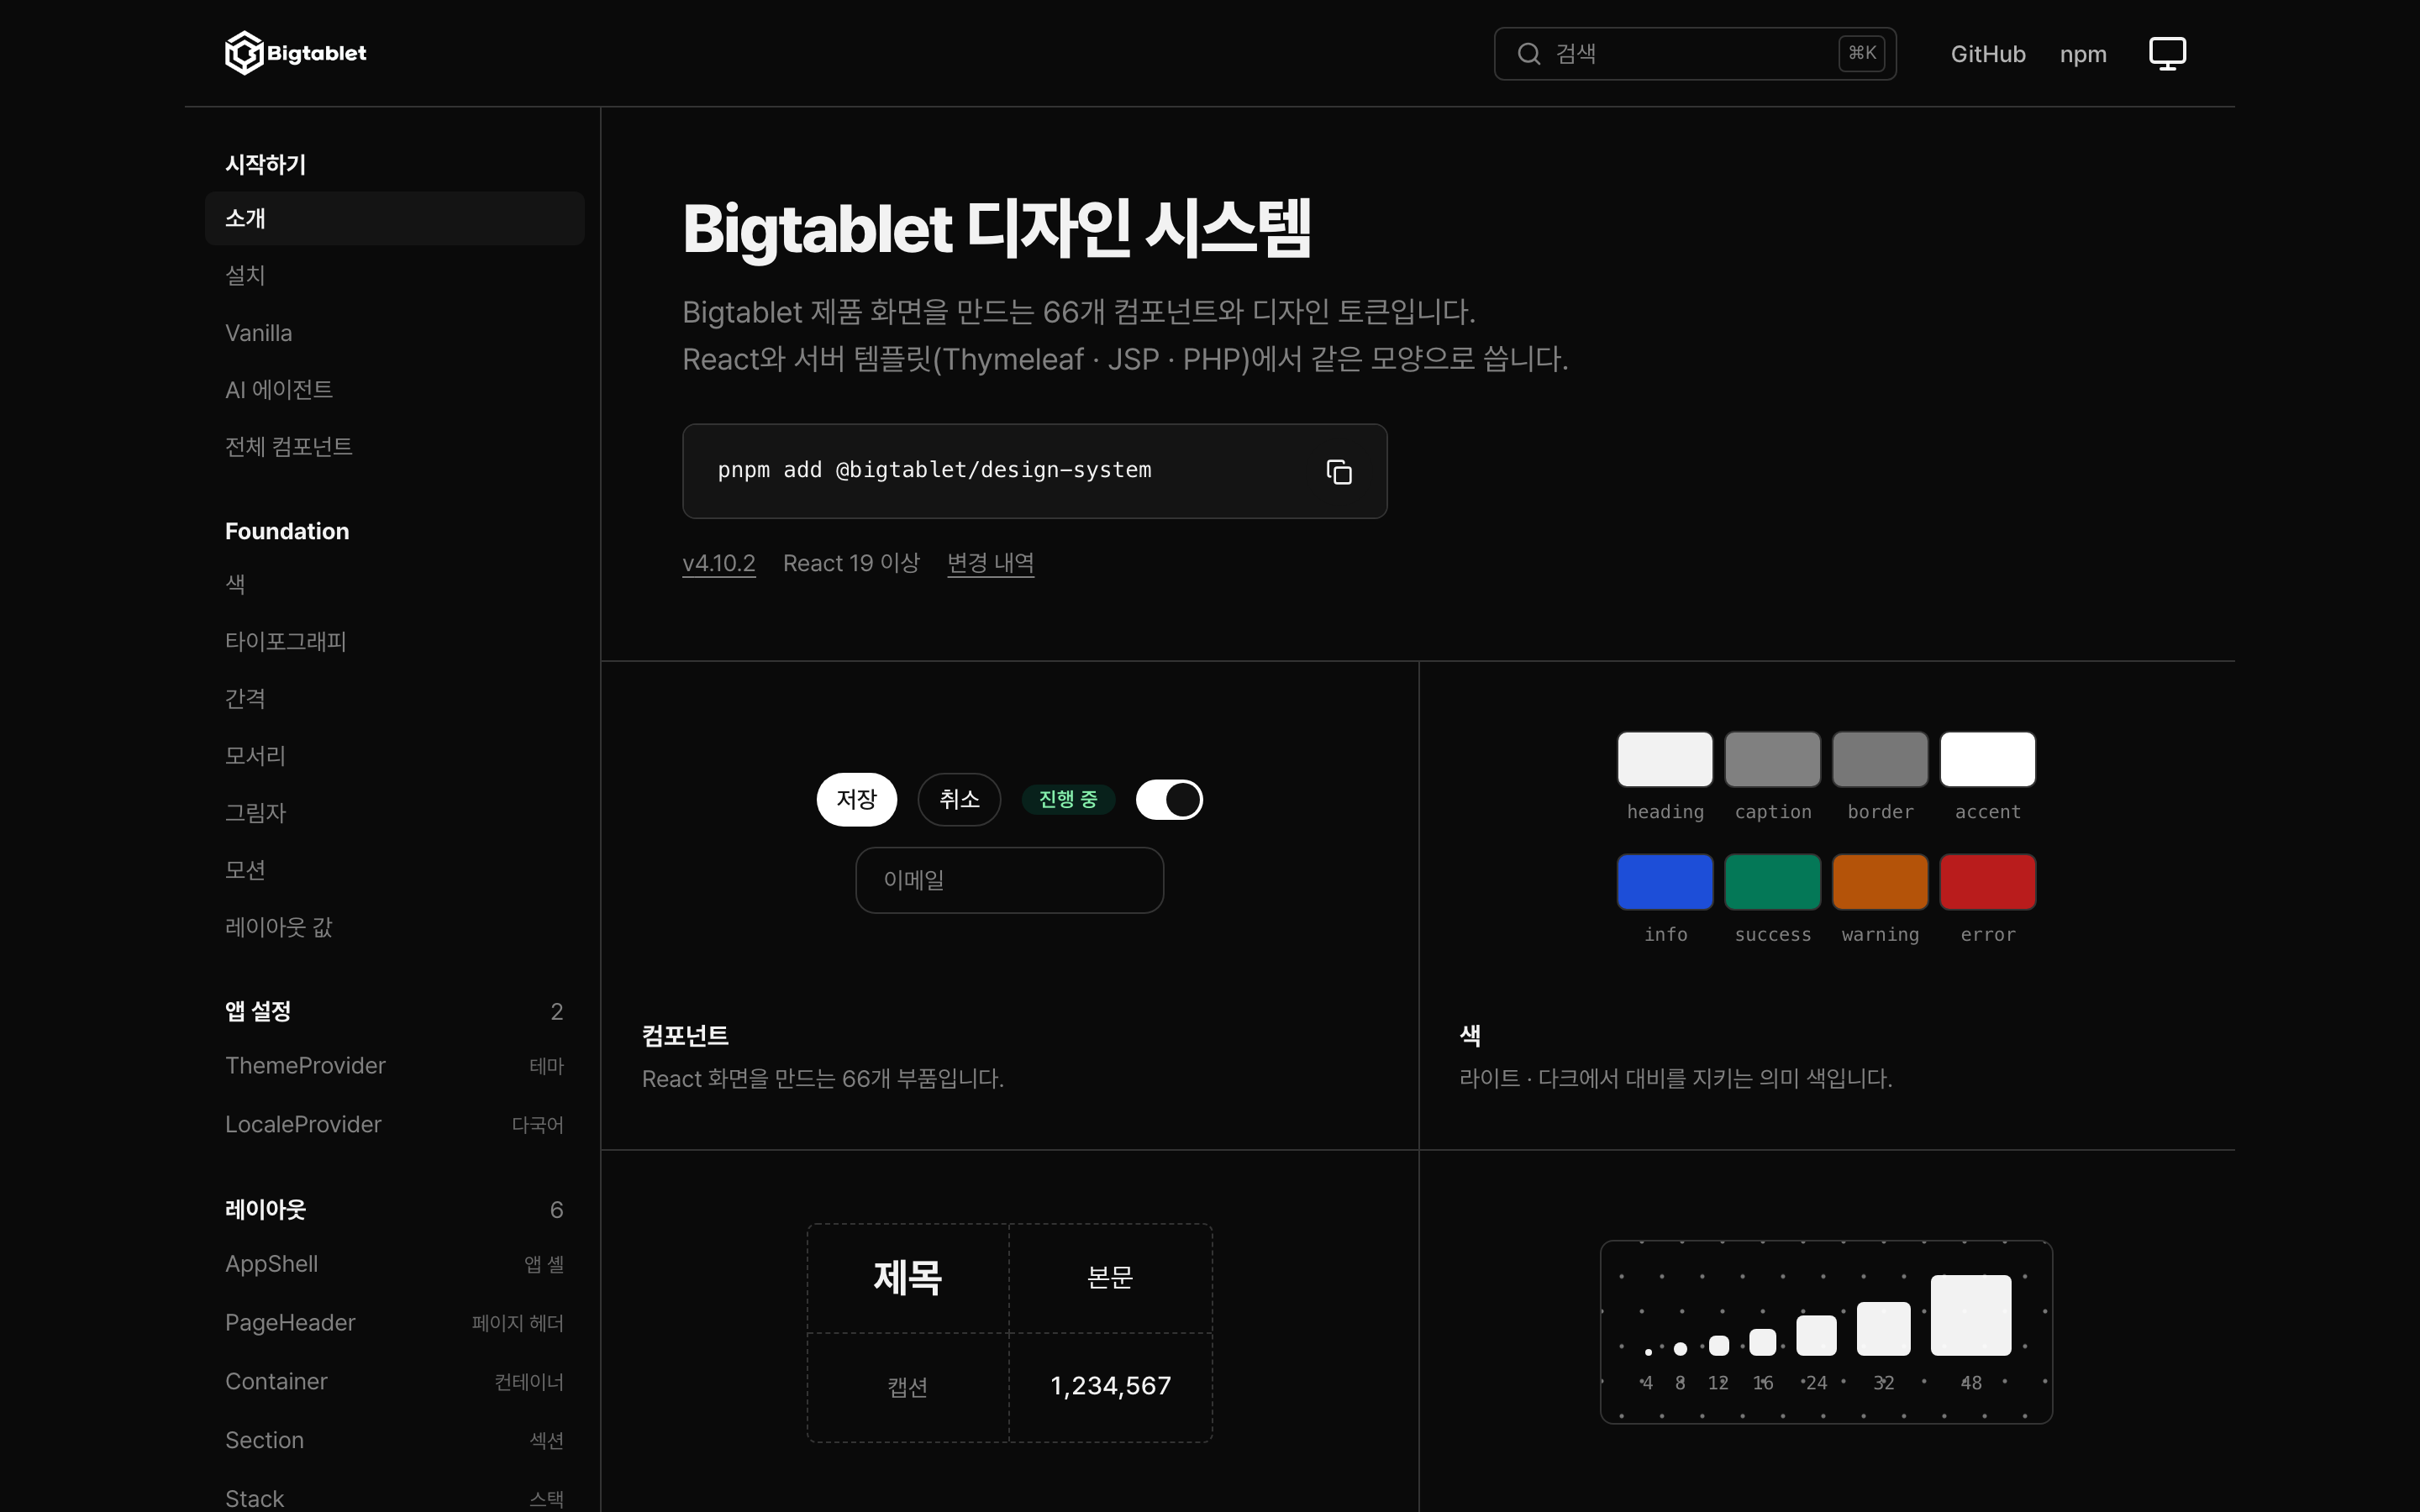 Bigtablet
검색
⌘K
GitHub
npm
시작하기
소개
설치
Vanilla
AI 에이전트
전체 컴포넌트
Foundation
색
타이포그래피
간격
모서리
그림자
모션
레이아웃 값
앱 설정 2
ThemeProvider 테마
LocaleProvider 다국어
레이아웃 6
AppShell 앱 셸
PageHeader 페이지 헤더
Container 컨테이너
Section 섹션
Stack 스택
Bigtablet 디자인 시스템
Bigtablet 제품 화면을 만드는 66개 컴포넌트와 디자인 토큰입니다.
React와 서버 템플릿(Thymeleaf · JSP · PHP)에서 같은 모양으로 씁니다.
pnpm add @bigtablet/design-system
v4.10.2 React 19 이상 변경 내역
저장 취소 진행 중
이메일
컴포넌트
React 화면을 만드는 66개 부품입니다.
heading caption border accent
info success warning error
색
라이트 · 다크에서 대비를 지키는 의미 색입니다.
제목 본문
캡션 1,234,567
4 8 12 16 24 32 48